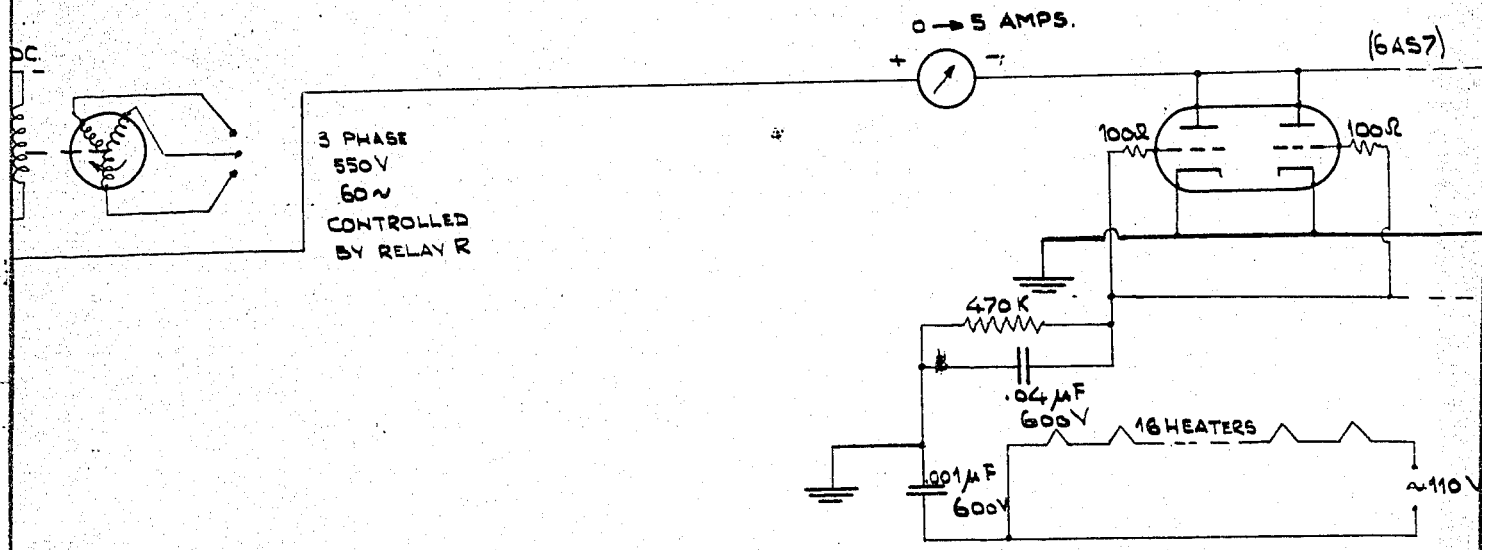 0 → 5 AMPS.
+ -
(6AS7)
DC.
-
3 PHASE
550V
60~
CONTROLLED
BY RELAY R
100Ω
100Ω
470K
.04µF
600V
16 HEATERS
.001µF
600V
~110V